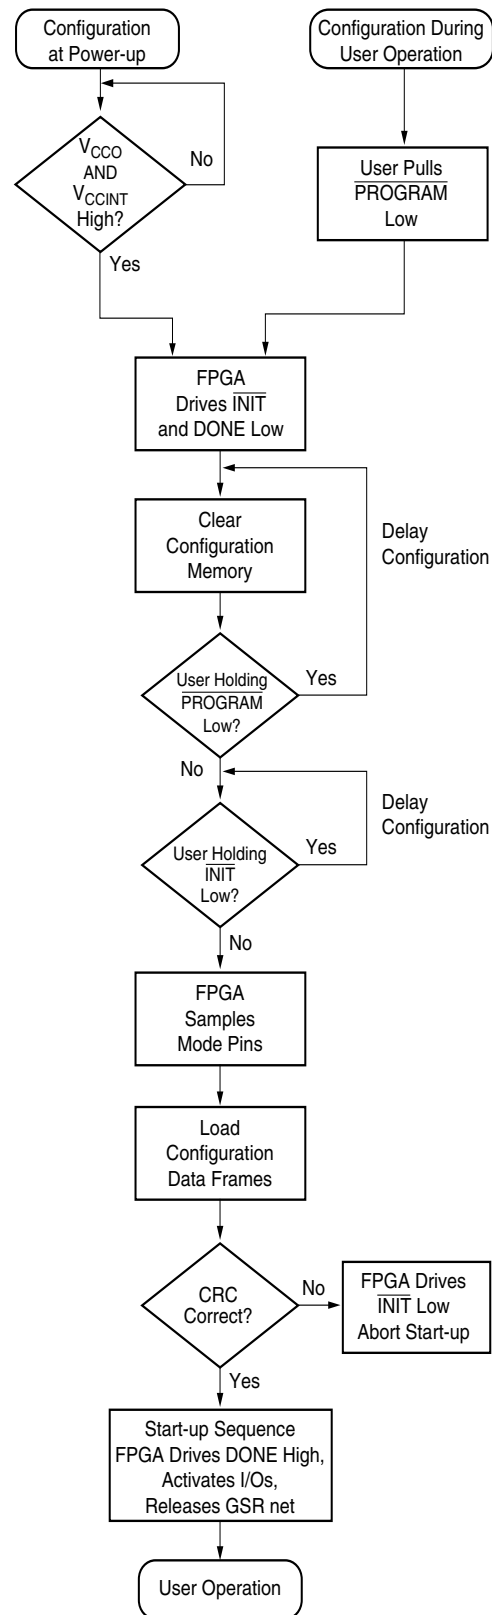 Configuration
at Power-up
Configuration During
User Operation
VCCO
AND
VCCINT
High?
No
Yes
User Pulls
PROGRAM
Low
FPGA
Drives INIT
and DONE Low
Clear
Configuration
Memory
Delay
Configuration
User Holding
PROGRAM
Low?
Yes
No
Delay
Configuration
User Holding
INIT
Low?
Yes
No
FPGA
Samples
Mode Pins
Load
Configuration
Data Frames
CRC
Correct?
No
FPGA Drives
INIT Low
Abort Start-up
Yes
Start-up Sequence
FPGA Drives DONE High,
Activates I/Os,
Releases GSR net
User Operation